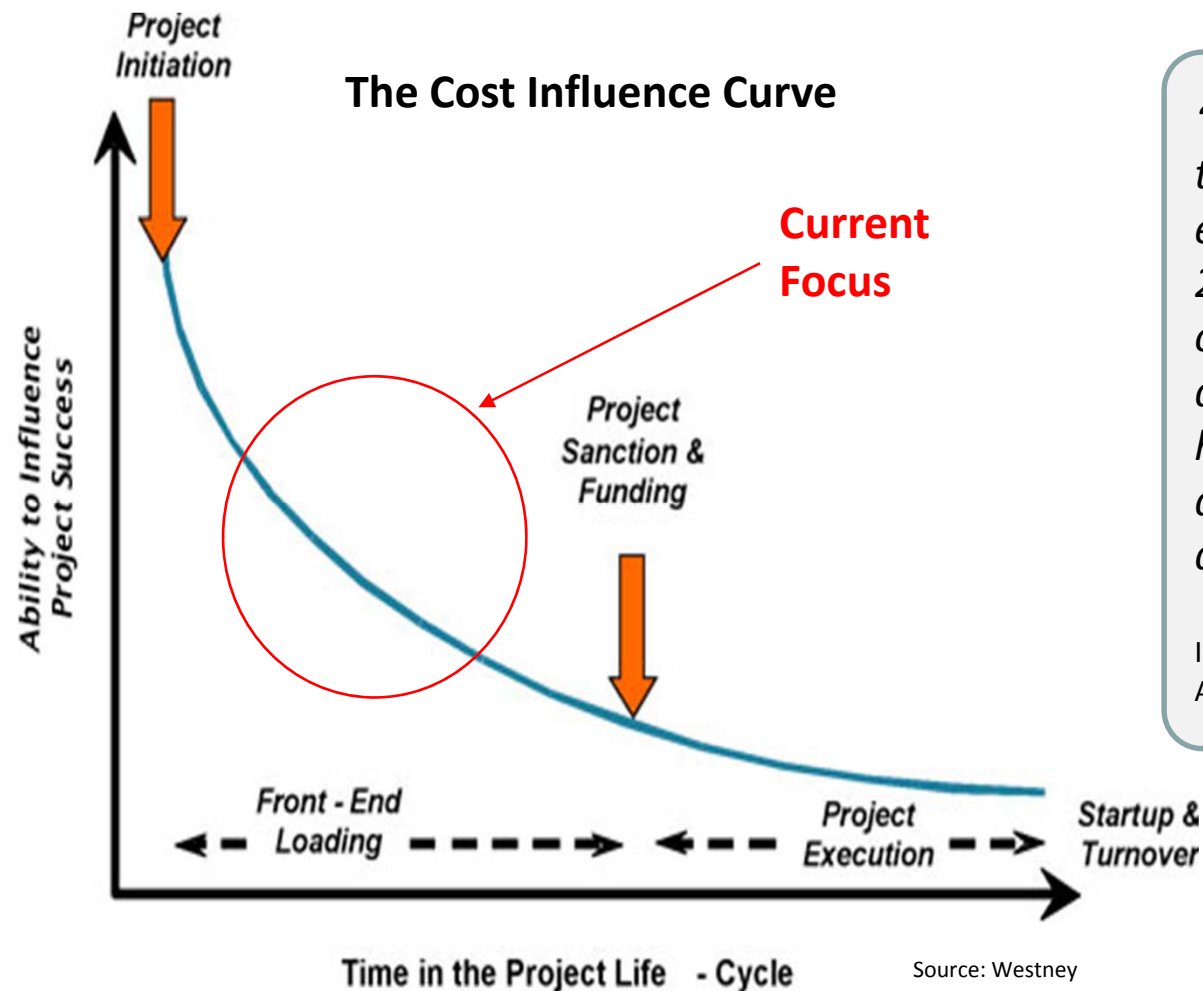 Project
Initiation
The Cost Influence Curve
Current
Focus
Ability to Influence
Project Success
Project
Sanction &
Funding
Front - End
Loading
Project
Execution
Startup &
Turnover
Time in the Project Life - Cycle
Source: Westney